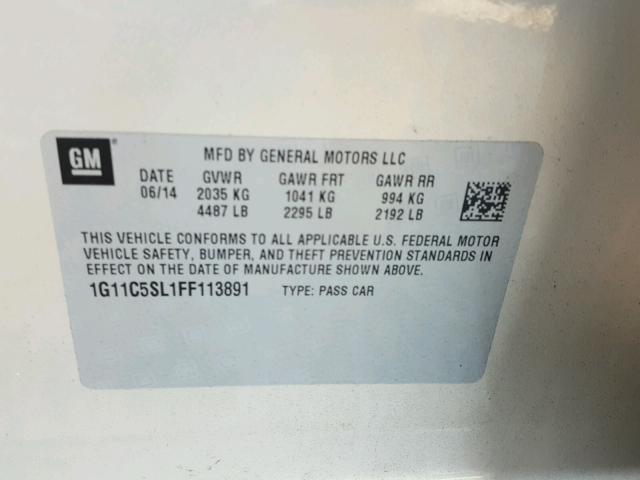 GM
MFD BY GENERAL MOTORS LLC
DATE GVWR GAWR FRT GAWR RR
06/14 2035 KG 1041 KG 994 KG
4487 LB 2295 LB 2192 LB
THIS VEHICLE CONFORMS TO ALL APPLICABLE U.S. FEDERAL MOTOR
VEHICLE SAFETY, BUMPER, AND THEFT PREVENTION STANDARDS IN
EFFECT ON THE DATE OF MANUFACTURE SHOWN ABOVE.
1G11C5SL1FF113891 TYPE: PASS CAR